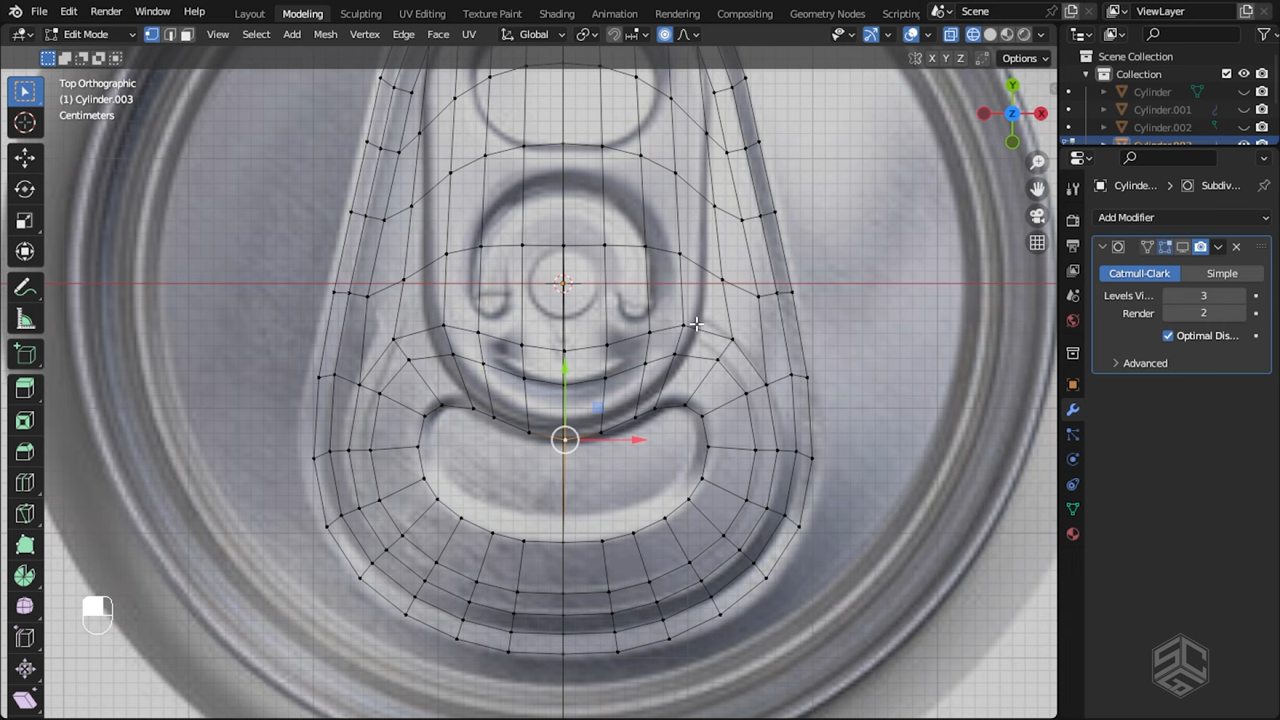 File Edit Render Window Help
Layout Modeling Sculpting UV Editing Texture Paint Shading Animation Rendering Compositing Geometry Nodes Scripting
Scene
ViewLayer
Edit Mode View Select Add Mesh Vertex Edge Face UV Global
X Y Z Options
Top Orthographic
(1) Cylinder.003
Centimeters
Y
Z
X
Scene Collection
Collection
Cylinder
Cylinder.001
Cylinder.002
Cylinde... Subdiv...
Add Modifier
Catmull-Clark Simple
Levels Vi... 3
Render 2
Optimal Dis...
Advanced